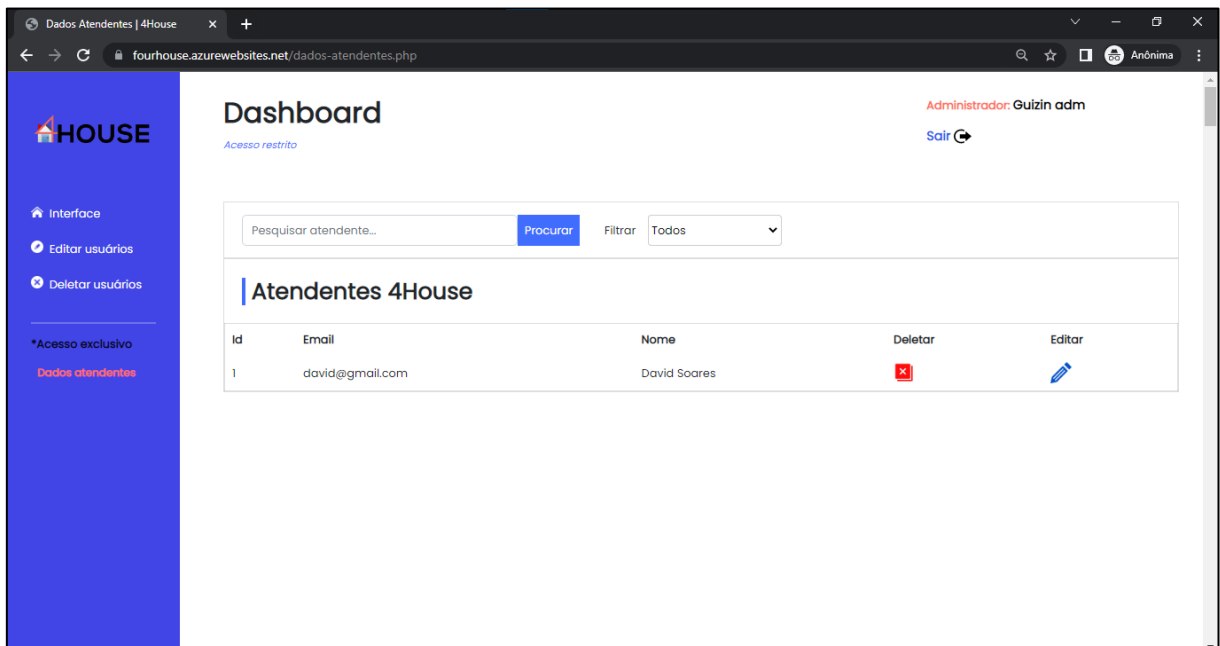 Dados Atendentes | 4House
fourhouse.azurewebsites.net/dados-atendentes.php
Anônima
4HOUSE
Dashboard
Acesso restrito
Administrador: Guizin adm
Sair
Interface
Editar usuários
Deletar usuários
*Acesso exclusivo
Dados atendentes
Pesquisar atendente... Procurar Filtrar Todos
Atendentes 4House
Id Email Nome Deletar Editar
1 david@gmail.com David Soares